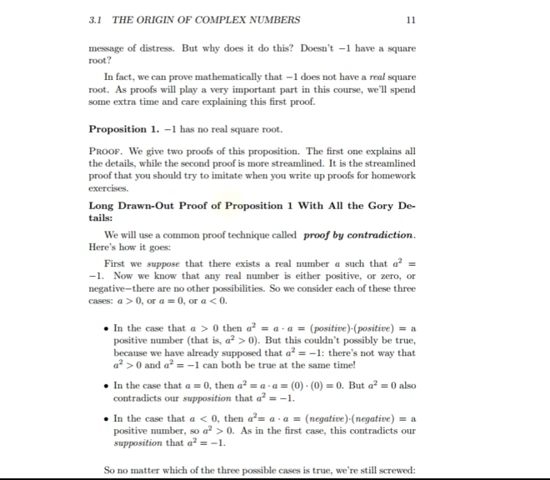 3.1 THE ORIGIN OF COMPLEX NUMBERS 11
message of distress. But why does it do this? Doesn't −1 have a square
root?
In fact, we can prove mathematically that −1 does not have a real square
root. As proofs will play a very important part in this course, we'll spend
some extra time and care explaining this first proof.
Proposition 1. −1 has no real square root.
PROOF. We give two proofs of this proposition. The first one explains all
the details, while the second proof is more streamlined. It is the streamlined
proof that you should try to imitate when you write up proofs for homework
exercises.
Long Drawn-Out Proof of Proposition 1 With All the Gory De-
tails:
We will use a common proof technique called proof by contradiction.
Here's how it goes:
First we suppose that there exists a real number a such that a² =
−1. Now we know that any real number is either positive, or zero, or
negative–there are no other possibilities. So we consider each of these three
cases: a > 0, or a = 0, or a < 0.
• In the case that a > 0 then a² = a · a = (positive)·(positive) = a
positive number (that is, a² > 0). But this couldn't possibly be true,
because we have already supposed that a² = −1: there's not way that
a² > 0 and a² = −1 can both be true at the same time!
• In the case that a = 0, then a² = a · a = (0) · (0) = 0. But a² = 0 also
contradicts our supposition that a² = −1.
• In the case that a < 0, then a²= a · a = (negative)·(negative) = a
positive number, so a² > 0. As in the first case, this contradicts our
supposition that a² = −1.
So no matter which of the three possible cases is true, we're still screwed: